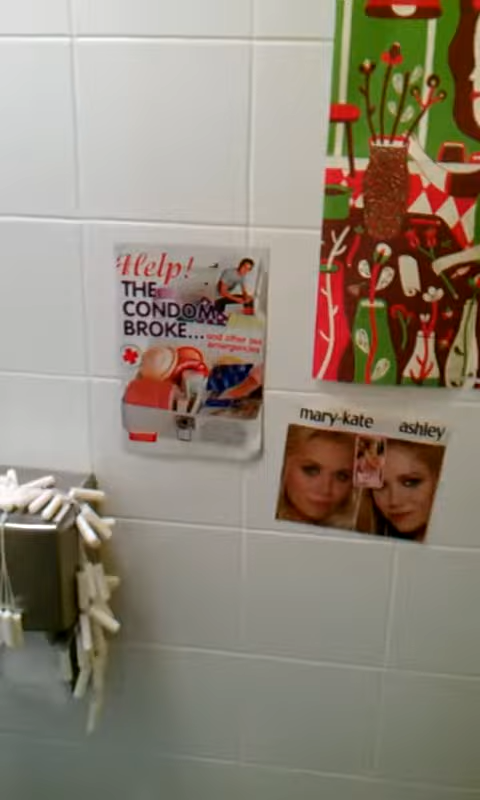 Help!
THE
CONDOM
BROKE...
and other sex
emergencies
mary-kate ashley